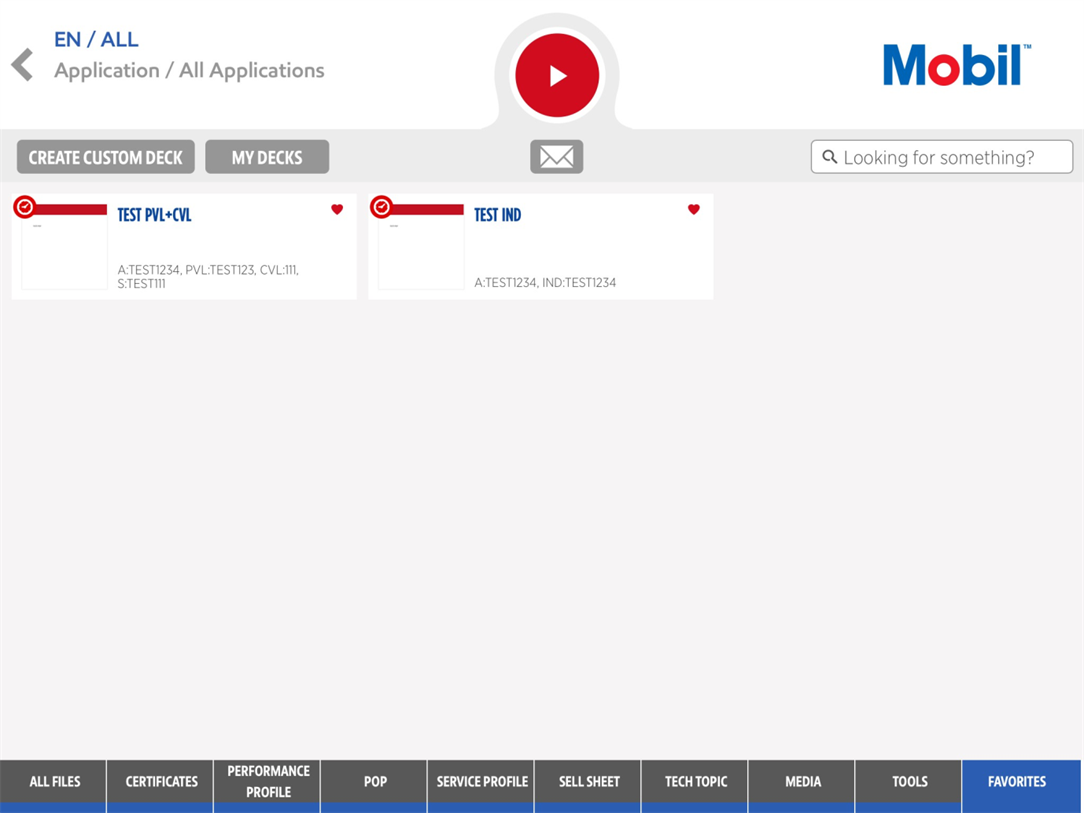 EN / ALL
Application / All Applications
Mobil™
CREATE CUSTOM DECK
MY DECKS
Looking for something?
TEST PVL+CVL
A:TEST1234, PVL:TEST123, CVL:111,
S:TEST111
TEST IND
A:TEST1234, IND:TEST1234
ALL FILES
CERTIFICATES
PERFORMANCE
PROFILE
POP
SERVICE PROFILE
SELL SHEET
TECH TOPIC
MEDIA
TOOLS
FAVORITES